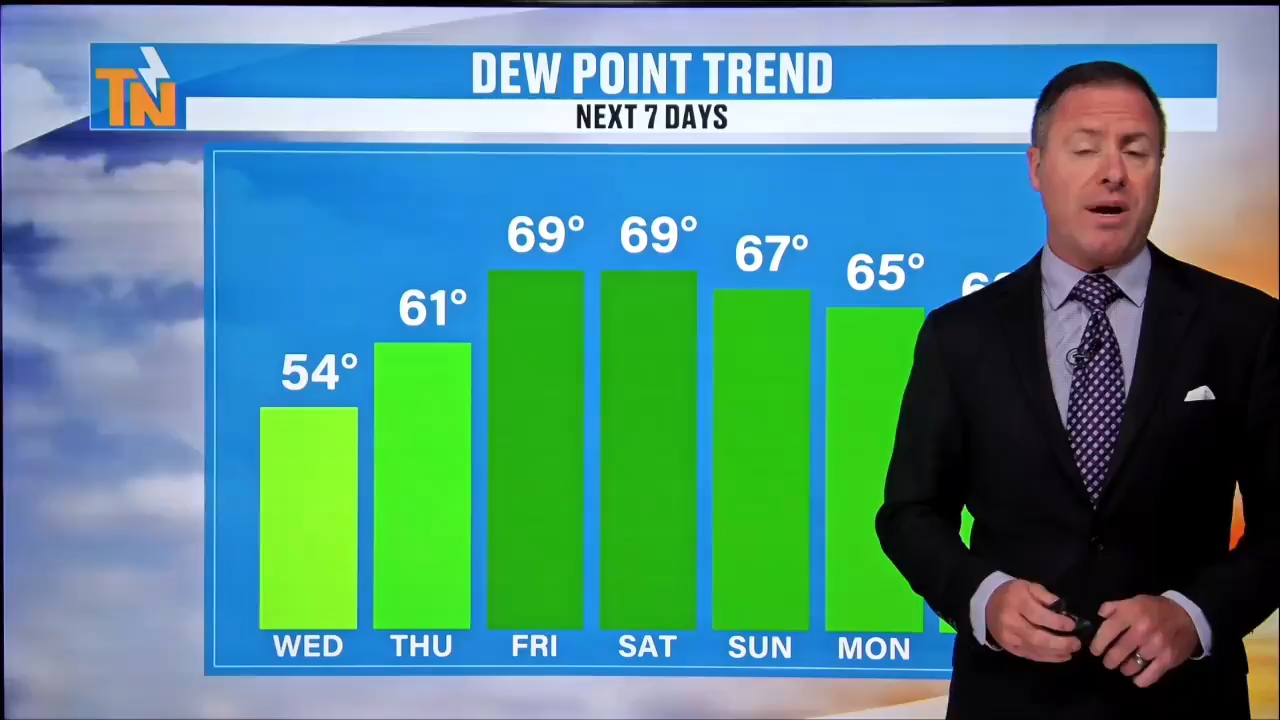 TN
DEW POINT TREND
NEXT 7 DAYS
54°
61°
69°
69°
67°
65°
WED
THU
FRI
SAT
SUN
MON